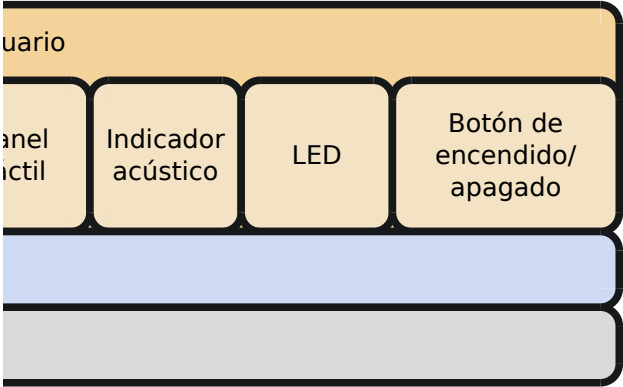 uario
anel
áctil
Indicador
acústico
LED
Botón de
encendido/
apagado